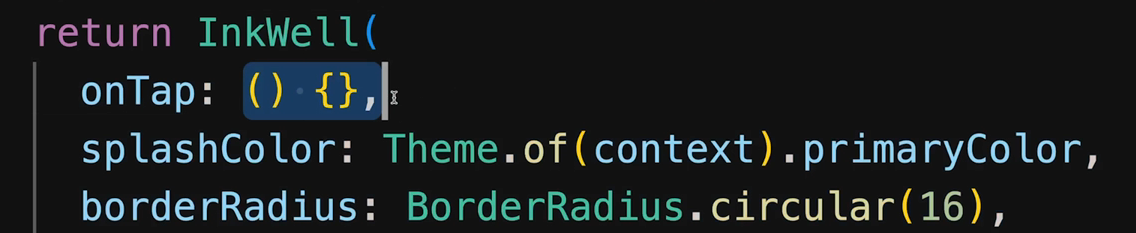 return InkWell(
onTap: () {},
splashColor: Theme.of(context).primaryColor,
borderRadius: BorderRadius.circular(16),